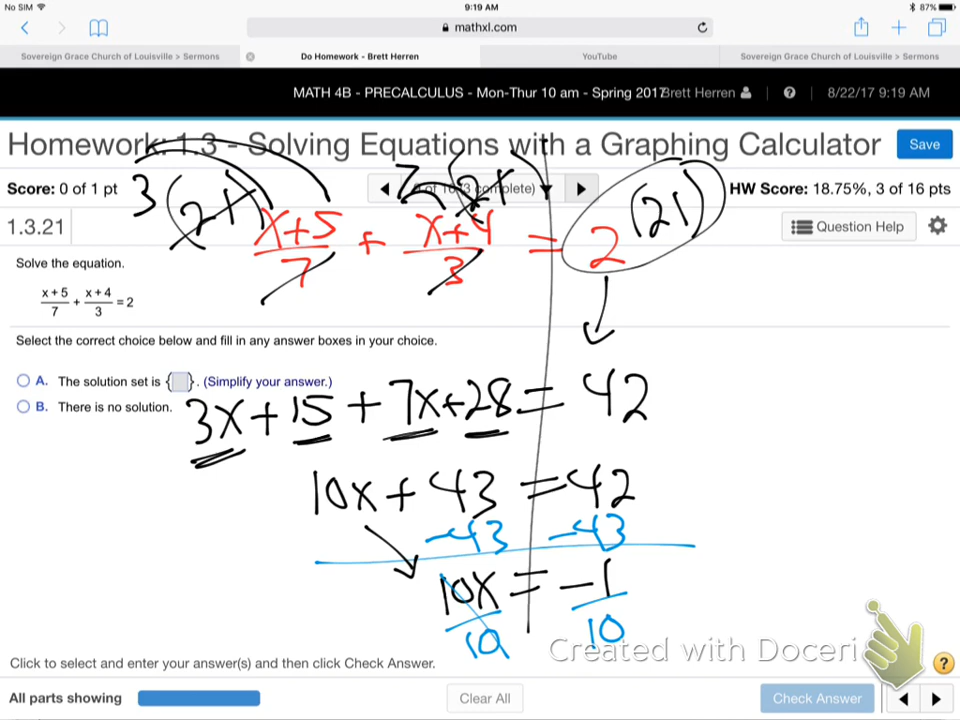 No SIM 9:19 AM 87%
mathxl.com
Sovereign Grace Church of Louisville > Sermons Do Homework - Brett Herren YouTube Sovereign Grace Church of Louisville > Sermons
MATH 4B - PRECALCULUS - Mon-Thur 10 am - Spring 2017 Brett Herren ? 8/22/17 9:19 AM
Homework: 1.3 - Solving Equations with a Graphing Calculator Save
Score: 0 of 1 pt complete) HW Score: 18.75%, 3 of 16 pts
3 (21) 7 (21) (21)
1.3.21 Question Help
x+5/7 + x+4/3 = 2
Solve the equation.
x+5/7 + x+4/3 = 2
Select the correct choice below and fill in any answer boxes in your choice.
A. The solution set is { }. (Simplify your answer.)
B. There is no solution.
3x + 15 + 7x + 28 = 42
10x + 43 = 42
-43 -43
10x = -1
10 10
Created with Doceri
Click to select and enter your answer(s) and then click Check Answer. ?
All parts showing Clear All Check Answer